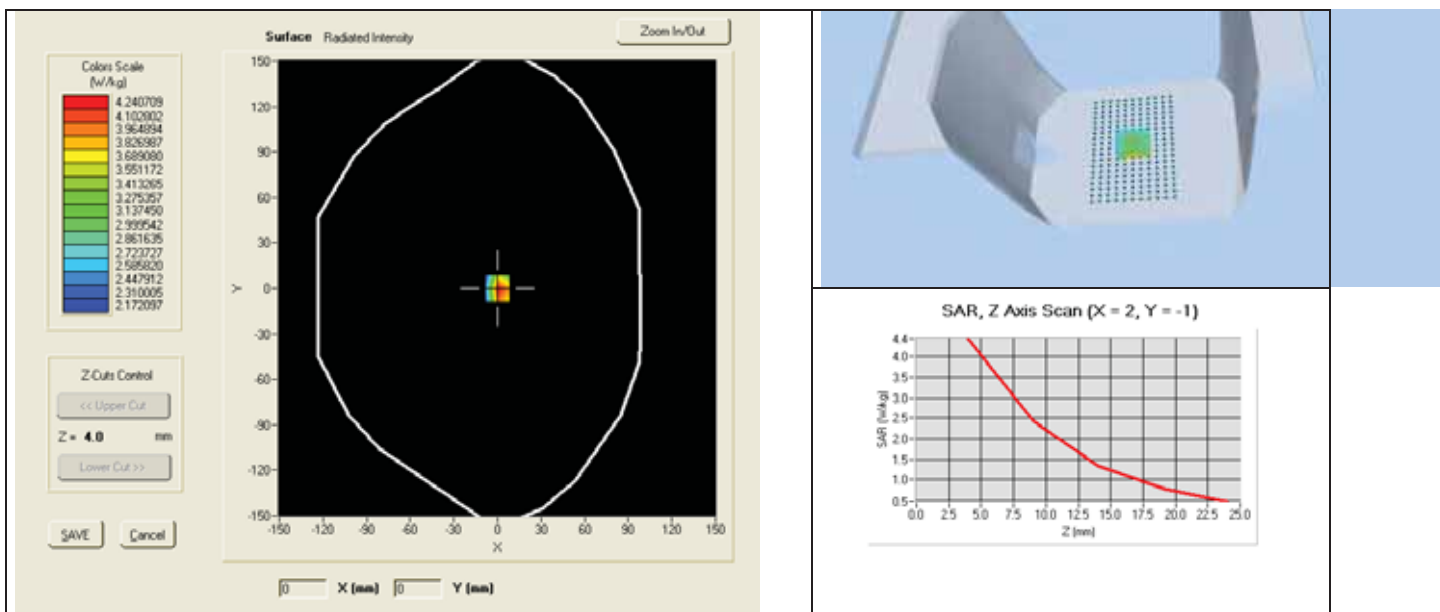 Surface Radiated Intensity
Zoom In/Out
Colors Scale
(W/kg)
4.240709
4.102802
3.964894
3.826987
3.689080
3.551172
3.413265
3.275357
3.137450
2.999542
2.861635
2.723727
2.585820
2.447912
2.310005
2.172097
150
120
90
60
30
0
-30
-60
-90
-120
-150
Y
-150 -120 -90 -60 -30 0 30 60 90 120 150
X
Z-Cuts Control
<< Upper Cut
Z = 4.0 mm
Lower Cut >>
SAVE Cancel
0 X (mm) 0 Y (mm)
SAR, Z Axis Scan (X = 2, Y = -1)
SAR (W/kg)
4.4
4.0
3.5
3.0
2.5
2.0
1.5
1.0
0.5
0.0 2.5 5.0 7.5 10.0 12.5 15.0 17.5 20.0 22.5 25.0
Z (mm)